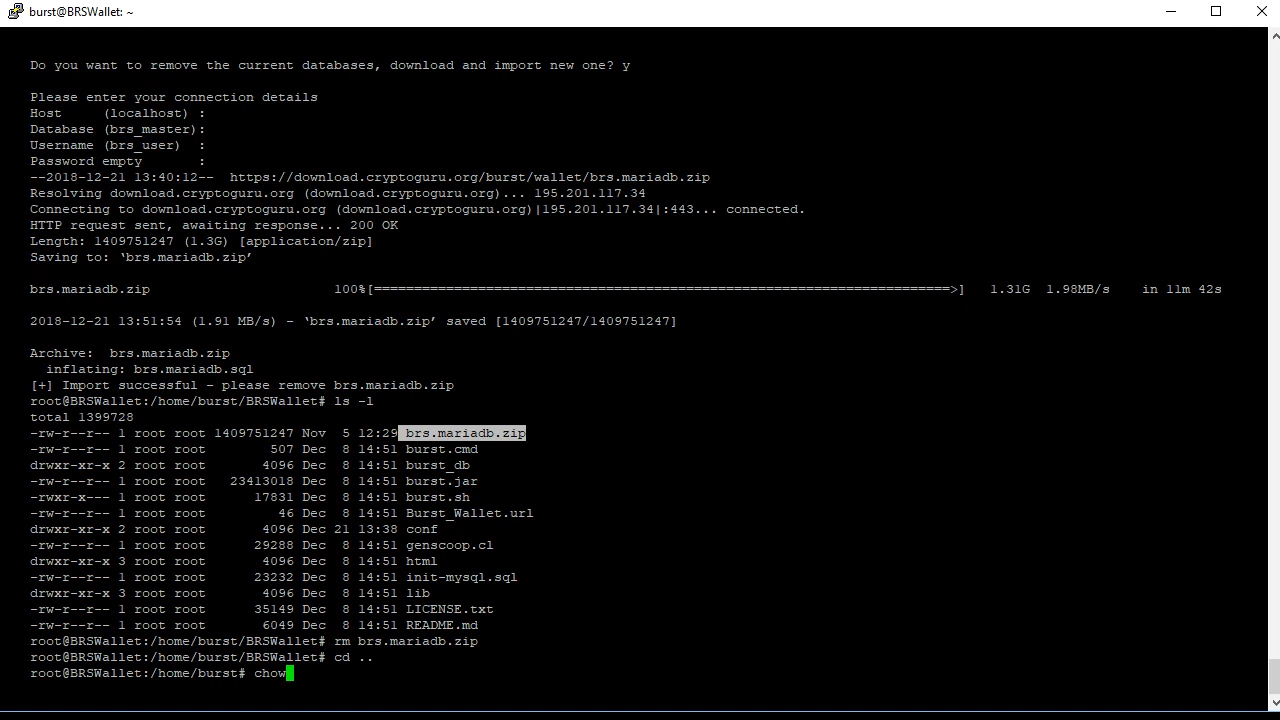 burst@BRSWallet: ~
Do you want to remove the current databases, download and import new one? y
Please enter your connection details
Host     (localhost) :
Database (brs_master):
Username (brs_user)  :
Password empty       :
--2018-12-21 13:40:12--  https://download.cryptoguru.org/burst/wallet/brs.mariadb.zip
Resolving download.cryptoguru.org (download.cryptoguru.org)... 195.201.117.34
Connecting to download.cryptoguru.org (download.cryptoguru.org)|195.201.117.34|:443... connected.
HTTP request sent, awaiting response... 200 OK
Length: 1409751247 (1.3G) [application/zip]
Saving to: ‘brs.mariadb.zip’
brs.mariadb.zip                       100%[========================================================================>]   1.31G  1.98MB/s    in 11m 42s
2018-12-21 13:51:54 (1.91 MB/s) - ‘brs.mariadb.zip’ saved [1409751247/1409751247]
Archive:  brs.mariadb.zip
  inflating: brs.mariadb.sql
[+] Import successful - please remove brs.mariadb.zip
root@BRSWallet:/home/burst/BRSWallet# ls -l
total 1399728
-rw-r--r-- 1 root root 1409751247 Nov  5 12:29 brs.mariadb.zip
-rw-r--r-- 1 root root        507 Dec  8 14:51 burst.cmd
drwxr-xr-x 2 root root       4096 Dec  8 14:51 burst_db
-rw-r--r-- 1 root root   23413018 Dec  8 14:51 burst.jar
-rwxr-x--- 1 root root      17831 Dec  8 14:51 burst.sh
-rw-r--r-- 1 root root         46 Dec  8 14:51 Burst_Wallet.url
drwxr-xr-x 2 root root       4096 Dec 21 13:38 conf
-rw-r--r-- 1 root root      29288 Dec  8 14:51 genscoop.cl
drwxr-xr-x 3 root root       4096 Dec  8 14:51 html
-rw-r--r-- 1 root root      23232 Dec  8 14:51 init-mysql.sql
drwxr-xr-x 3 root root       4096 Dec  8 14:51 lib
-rw-r--r-- 1 root root      35149 Dec  8 14:51 LICENSE.txt
-rw-r--r-- 1 root root       6049 Dec  8 14:51 README.md
root@BRSWallet:/home/burst/BRSWallet# rm brs.mariadb.zip
root@BRSWallet:/home/burst/BRSWallet# cd ..
root@BRSWallet:/home/burst# chow